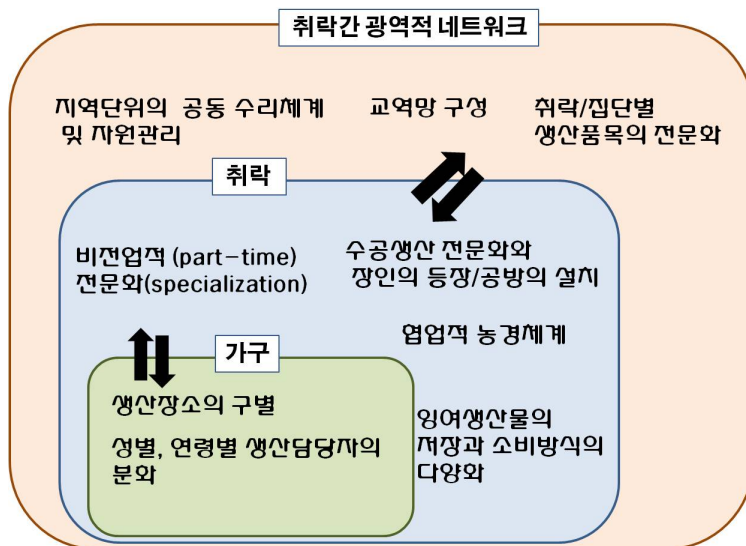 취락간 광역적 네트워크
지역단위의 공동 수리체계
및 자원관리
교역망 구성
취락/집단별
생산품목의 전문화
취락
비전업적 (part-time)
전문화(specialization)
수공생산 전문화와
장인의 등장/공방의 설치
협업적 농경체계
가구
생산장소의 구별
성별, 연령별 생산담당자의
분화
잉여생산물의
저장과 소비방식의
다양화